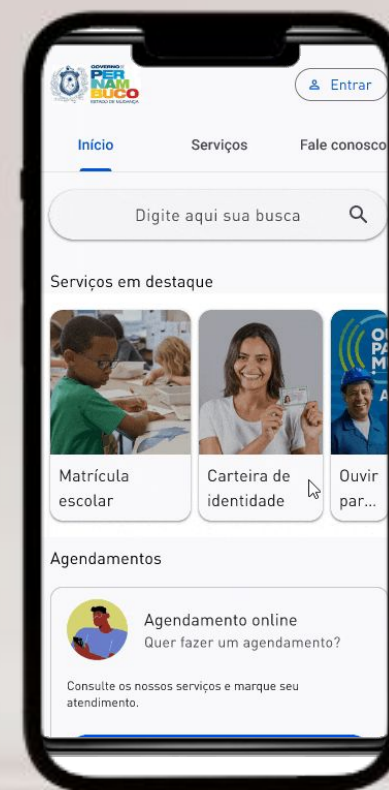 GOVERNO DE
PER
NAM
BUCO
ESTADO DE MUDANÇA
Entrar
Início Serviços Fale conosco
Digite aqui sua busca
Serviços em destaque
Matrícula
escolar
Carteira de
identidade
Ouvir
par...
Agendamentos
Agendamento online
Quer fazer um agendamento?
Consulte os nossos serviços e marque seu
atendimento.